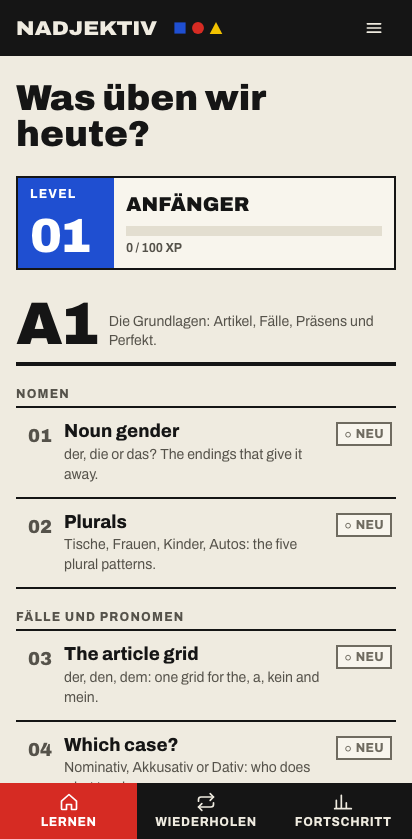 NADJEKTIV
Was üben wir
heute?
LEVEL
01
ANFÄNGER
0 / 100 XP
A1
Die Grundlagen: Artikel, Fälle, Präsens und
Perfekt.
NOMEN
01
Noun gender
der, die or das? The endings that give it
away.
NEU
02
Plurals
Tische, Frauen, Kinder, Autos: the five
plural patterns.
NEU
FÄLLE UND PRONOMEN
03
The article grid
der, den, dem: one grid for the, a, kein and
mein.
NEU
04
Which case?
Nominativ, Akkusativ or Dativ: who does
NEU
LERNEN
WIEDERHOLEN
FORTSCHRITT